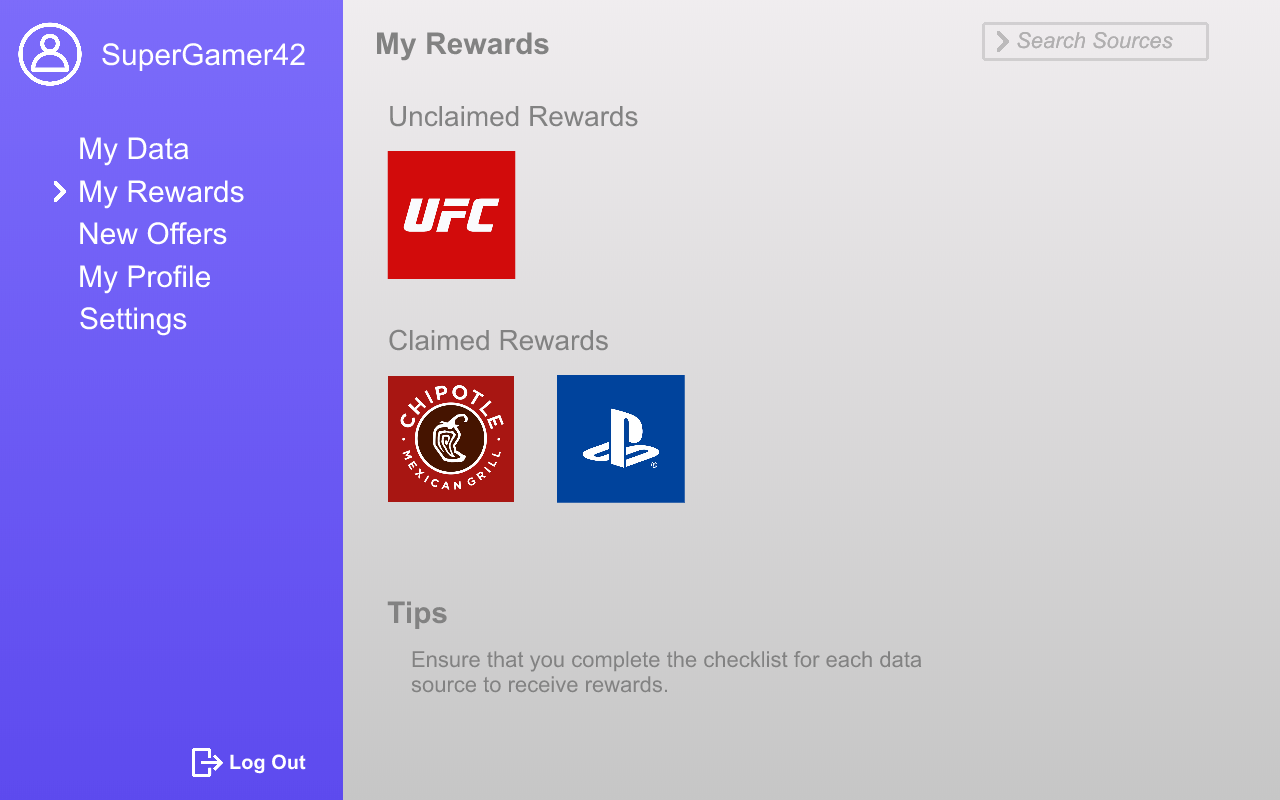 SuperGamer42
My Data
My Rewards
New Offers
My Profile
Settings
Log Out
My Rewards
Search Sources
Unclaimed Rewards
UFC
Claimed Rewards
CHIPOTLE
MEXICAN GRILL
Tips
Ensure that you complete the checklist for each data
source to receive rewards.